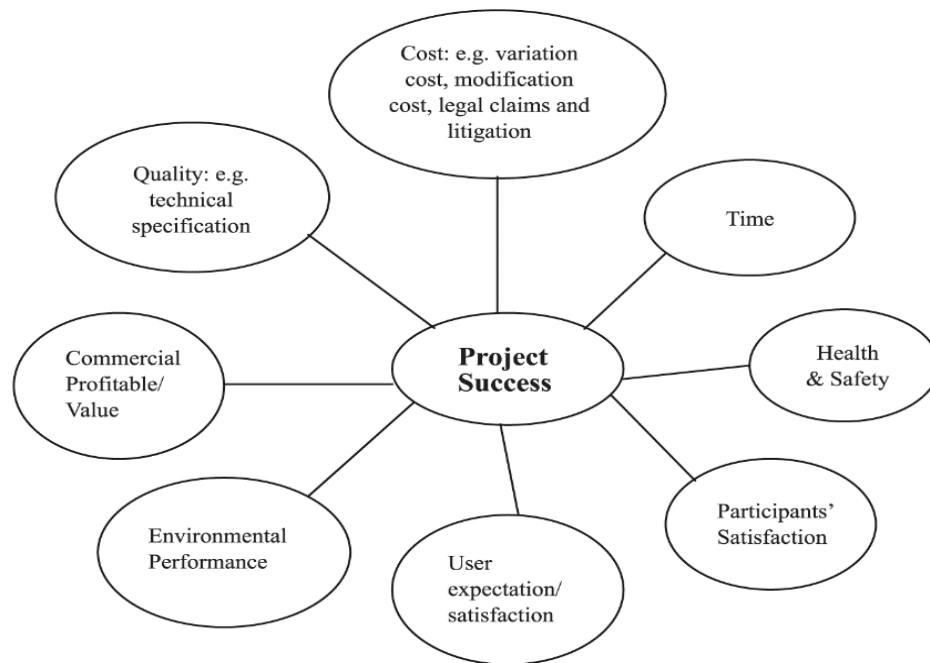 Cost: e.g. variation
cost, modification
cost, legal claims and
litigation
Quality: e.g.
technical
specification
Time
Commercial
Profitable/
Value
Project
Success
Health
& Safety
Environmental
Performance
User
expectation/
satisfaction
Participants’
Satisfaction